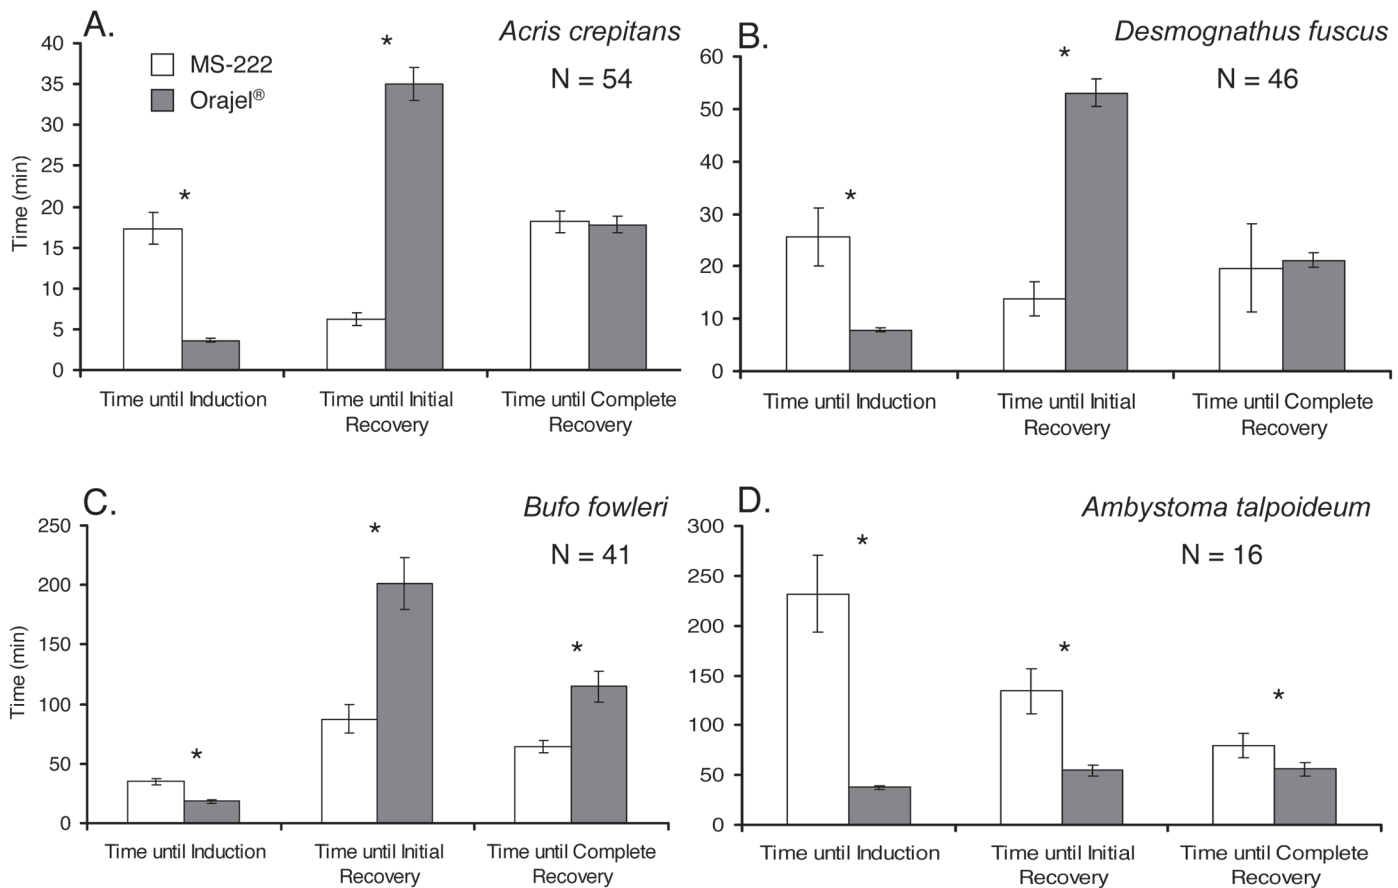 A.
Acris crepitans
N = 54
MS-222
Orajel®
Time (min)
40
35
30
25
20
15
10
5
0
Time until Induction
Time until Initial
Recovery
Time until Complete
Recovery
*
*
B.
Desmognathus fuscus
N = 46
60
50
40
30
20
10
0
Time until Induction
Time until Initial
Recovery
Time until Complete
Recovery
*
*
C.
Bufo fowleri
N = 41
Time (min)
250
200
150
100
50
0
Time until Induction
Time until Initial
Recovery
Time until Complete
Recovery
*
*
*
D.
Ambystoma talpoideum
N = 16
300
250
200
150
100
50
0
Time until Induction
Time until Initial
Recovery
Time until Complete
Recovery
*
*
*